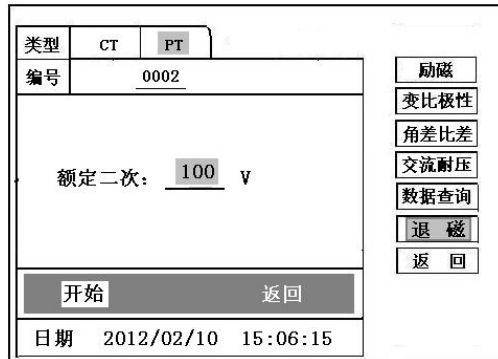 类型 CT PT
编号 0002
额定二次： 100 V
开始 返回
日期 2012/02/10 15:06:15
励磁
变比极性
角差比差
交流耐压
数据查询
退 磁
返 回